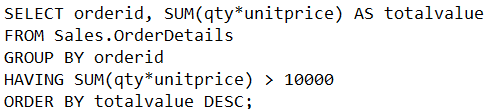 SELECT orderid, SUM(qty*unitprice) AS totalvalue
FROM Sales.OrderDetails
GROUP BY orderid
HAVING SUM(qty*unitprice) > 10000
ORDER BY totalvalue DESC;